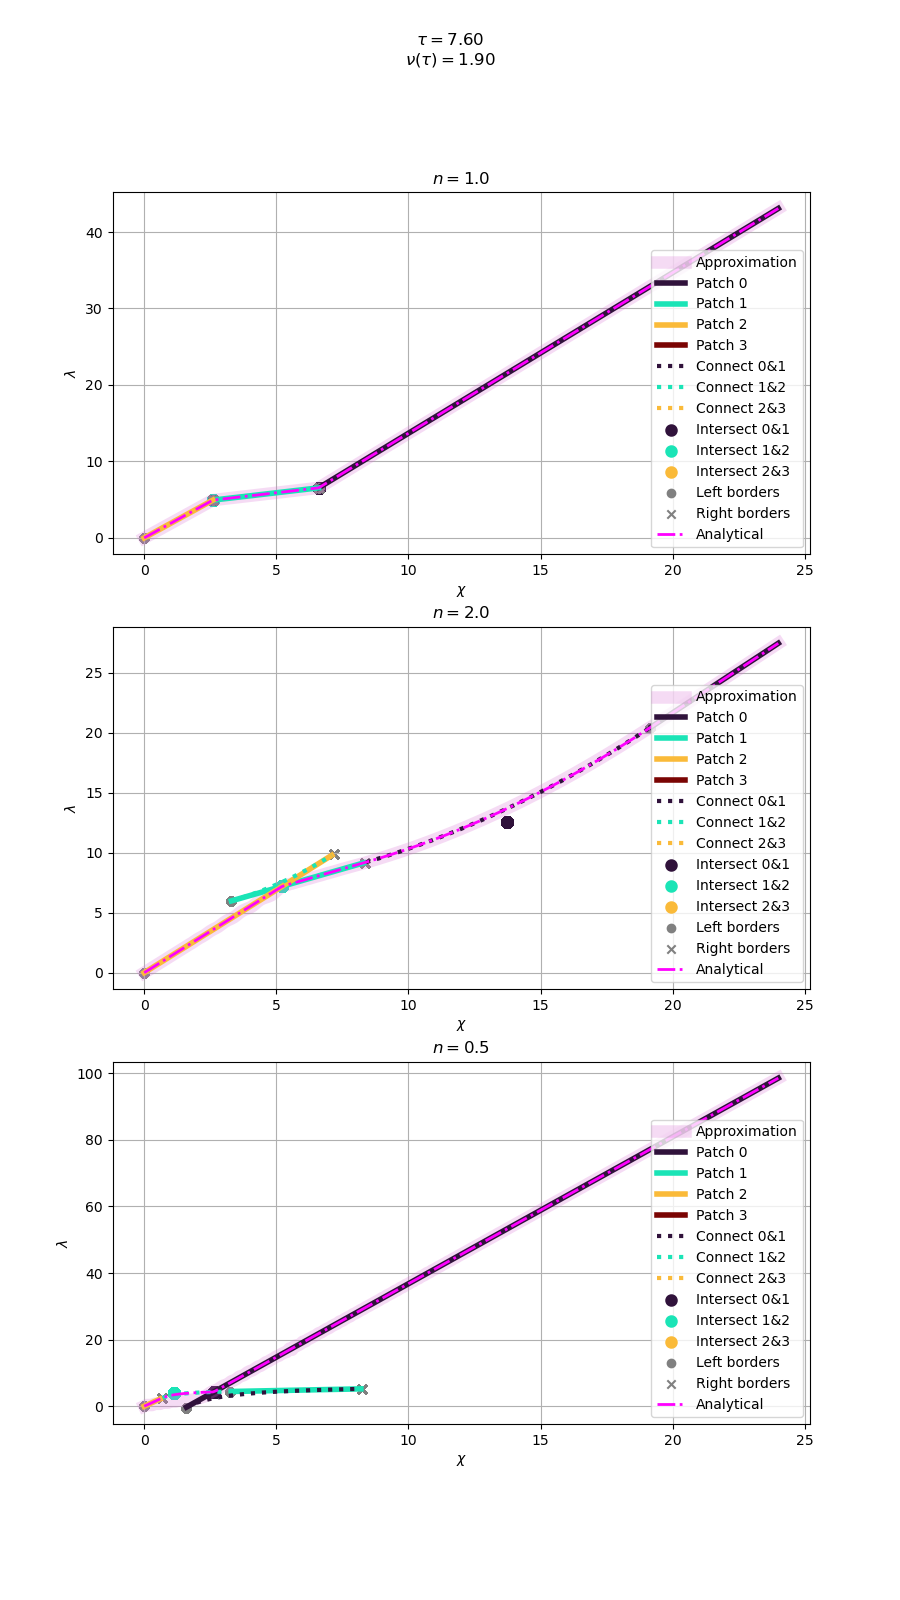 τ = 7.60
ν(τ) = 1.90
n = 1.0
40
30
20
10
0
λ
0 5 10 15 20 25
χ
Approximation
Patch 0
Patch 1
Patch 2
Patch 3
Connect 0&1
Connect 1&2
Connect 2&3
Intersect 0&1
Intersect 1&2
Intersect 2&3
Left borders
Right borders
Analytical
n = 2.0
25
20
15
10
5
0
λ
0 5 10 15 20 25
χ
Approximation
Patch 0
Patch 1
Patch 2
Patch 3
Connect 0&1
Connect 1&2
Connect 2&3
Intersect 0&1
Intersect 1&2
Intersect 2&3
Left borders
Right borders
Analytical
n = 0.5
100
80
60
40
20
0
λ
0 5 10 15 20 25
χ
Approximation
Patch 0
Patch 1
Patch 2
Patch 3
Connect 0&1
Connect 1&2
Connect 2&3
Intersect 0&1
Intersect 1&2
Intersect 2&3
Left borders
Right borders
Analytical